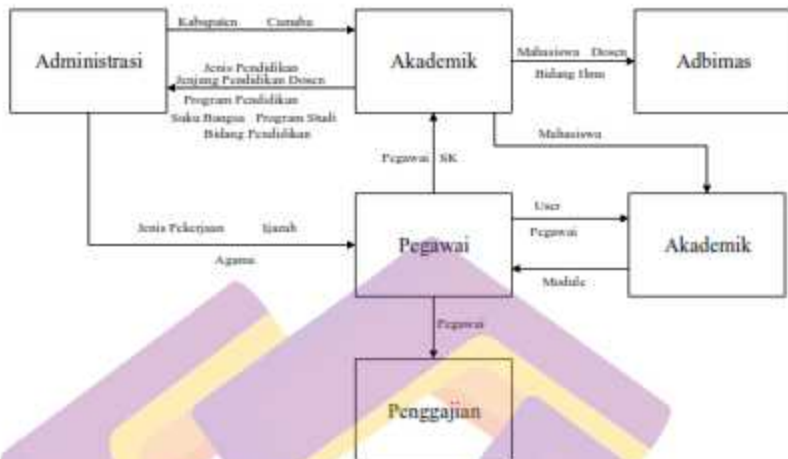 Kabupaten Camaba
Administrasi
Akademik
Adbimas
Jenis Pendidikan
Jenjang Pendidikan Dosen
Program Pendidikan
Suku Bangsa Program Studi
Bidang Pendidikan
Mahasiswa Dosen
Bidang Ilmu
Mahasiswa
Pegawai SK
Jenis Pekerjaan Ijazah
Agama
Pegawai
User
Pegawai
Module
Akademik
Pegawai
Penggajian